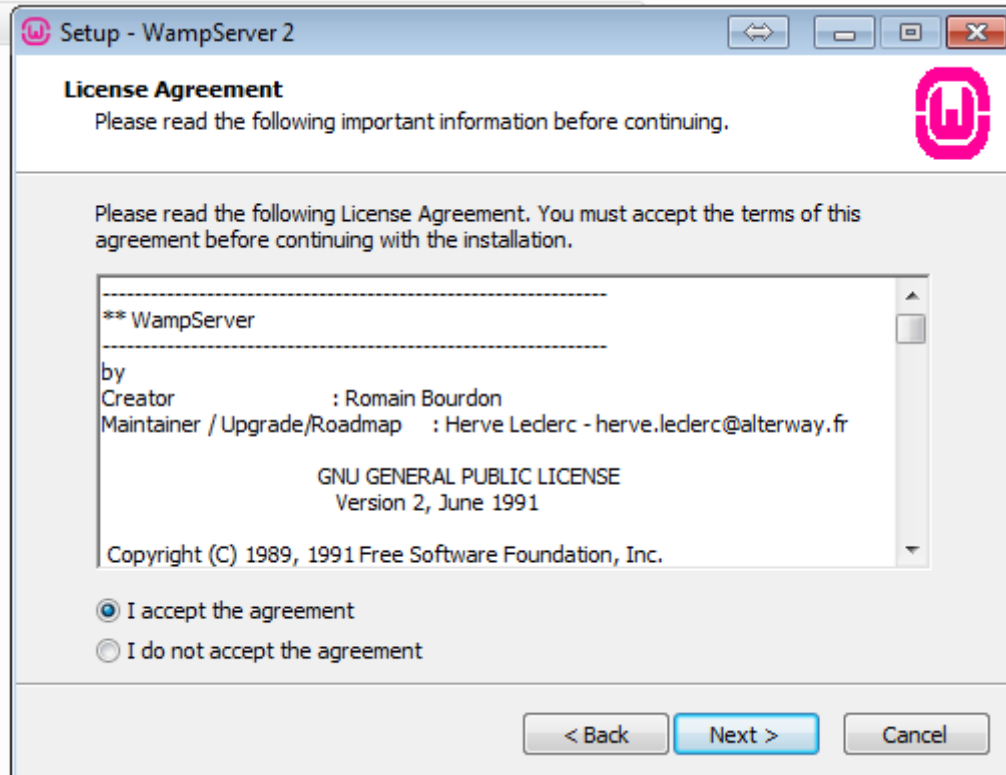 Setup - WampServer 2
License Agreement
Please read the following important information before continuing.
Please read the following License Agreement. You must accept the terms of this
agreement before continuing with the installation.
---------------------------------------------------------------
** WampServer
---------------------------------------------------------------
by
Creator : Romain Bourdon
Maintainer / Upgrade/Roadmap : Herve Leclerc - herve.leclerc@alterway.fr
GNU GENERAL PUBLIC LICENSE
Version 2, June 1991
Copyright (C) 1989, 1991 Free Software Foundation, Inc.
I accept the agreement
I do not accept the agreement
< Back Next > Cancel